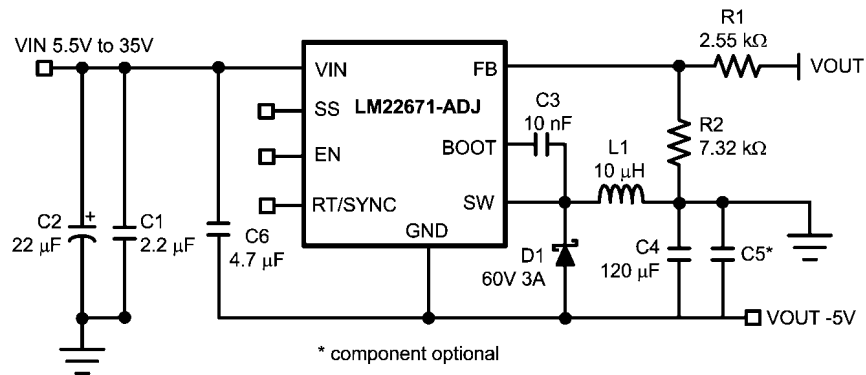 R1
2.55 kΩ
VIN 5.5V to 35V
VIN
FB
VOUT
SS
LM22671-ADJ
C3
10 nF
R2
7.32 kΩ
EN
BOOT
L1
10 μH
RT/SYNC
SW
C2
22 μF
+
C1
2.2 μF
C6
4.7 μF
GND
D1
60V 3A
C4
120 μF
C5*
VOUT -5V
* component optional